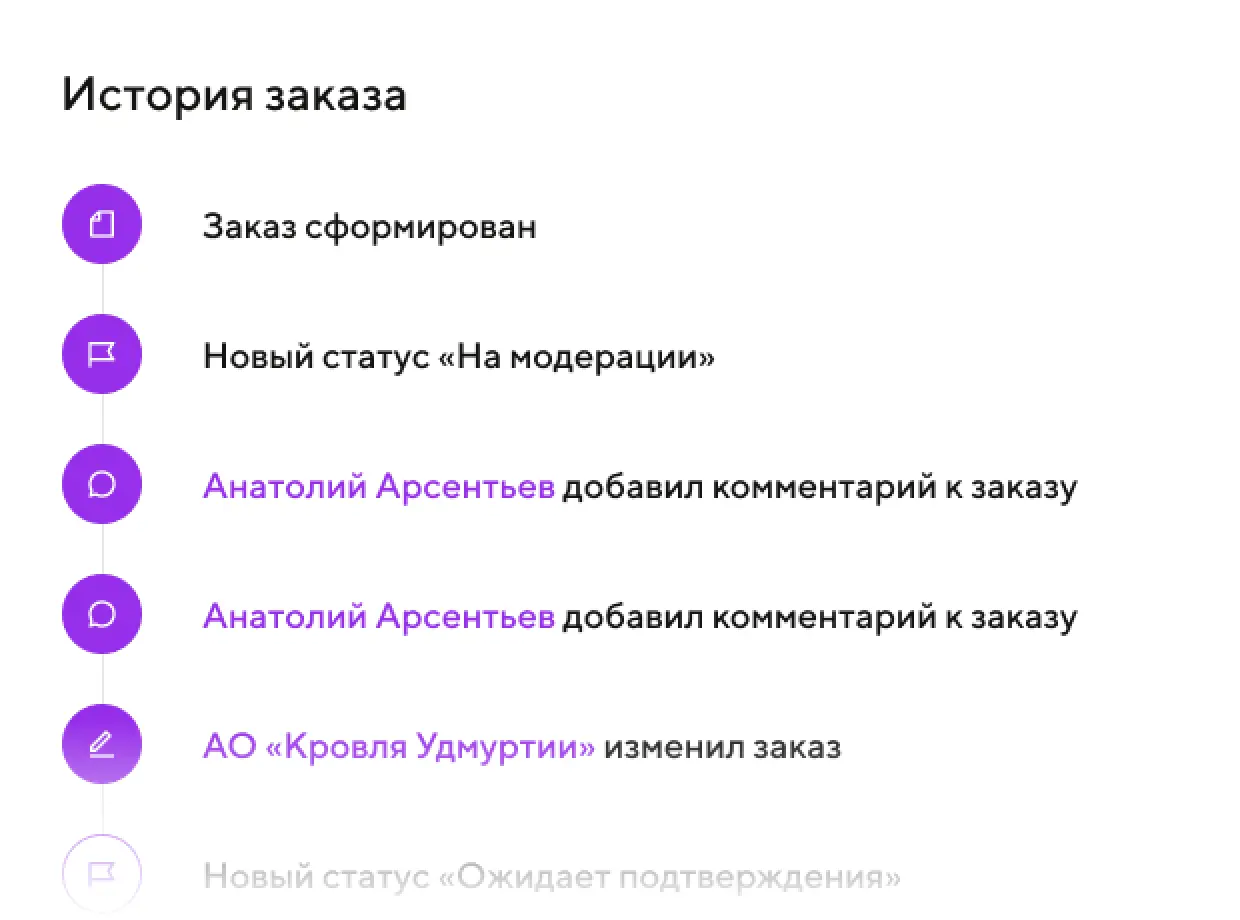 История заказа
Заказ сформирован
Новый статус «На модерации»
Анатолий Арсентьев добавил комментарий к заказу
Анатолий Арсентьев добавил комментарий к заказу
АО «Кровля Удмуртии» изменил заказ
Новый статус «Ожидает подтверждения»